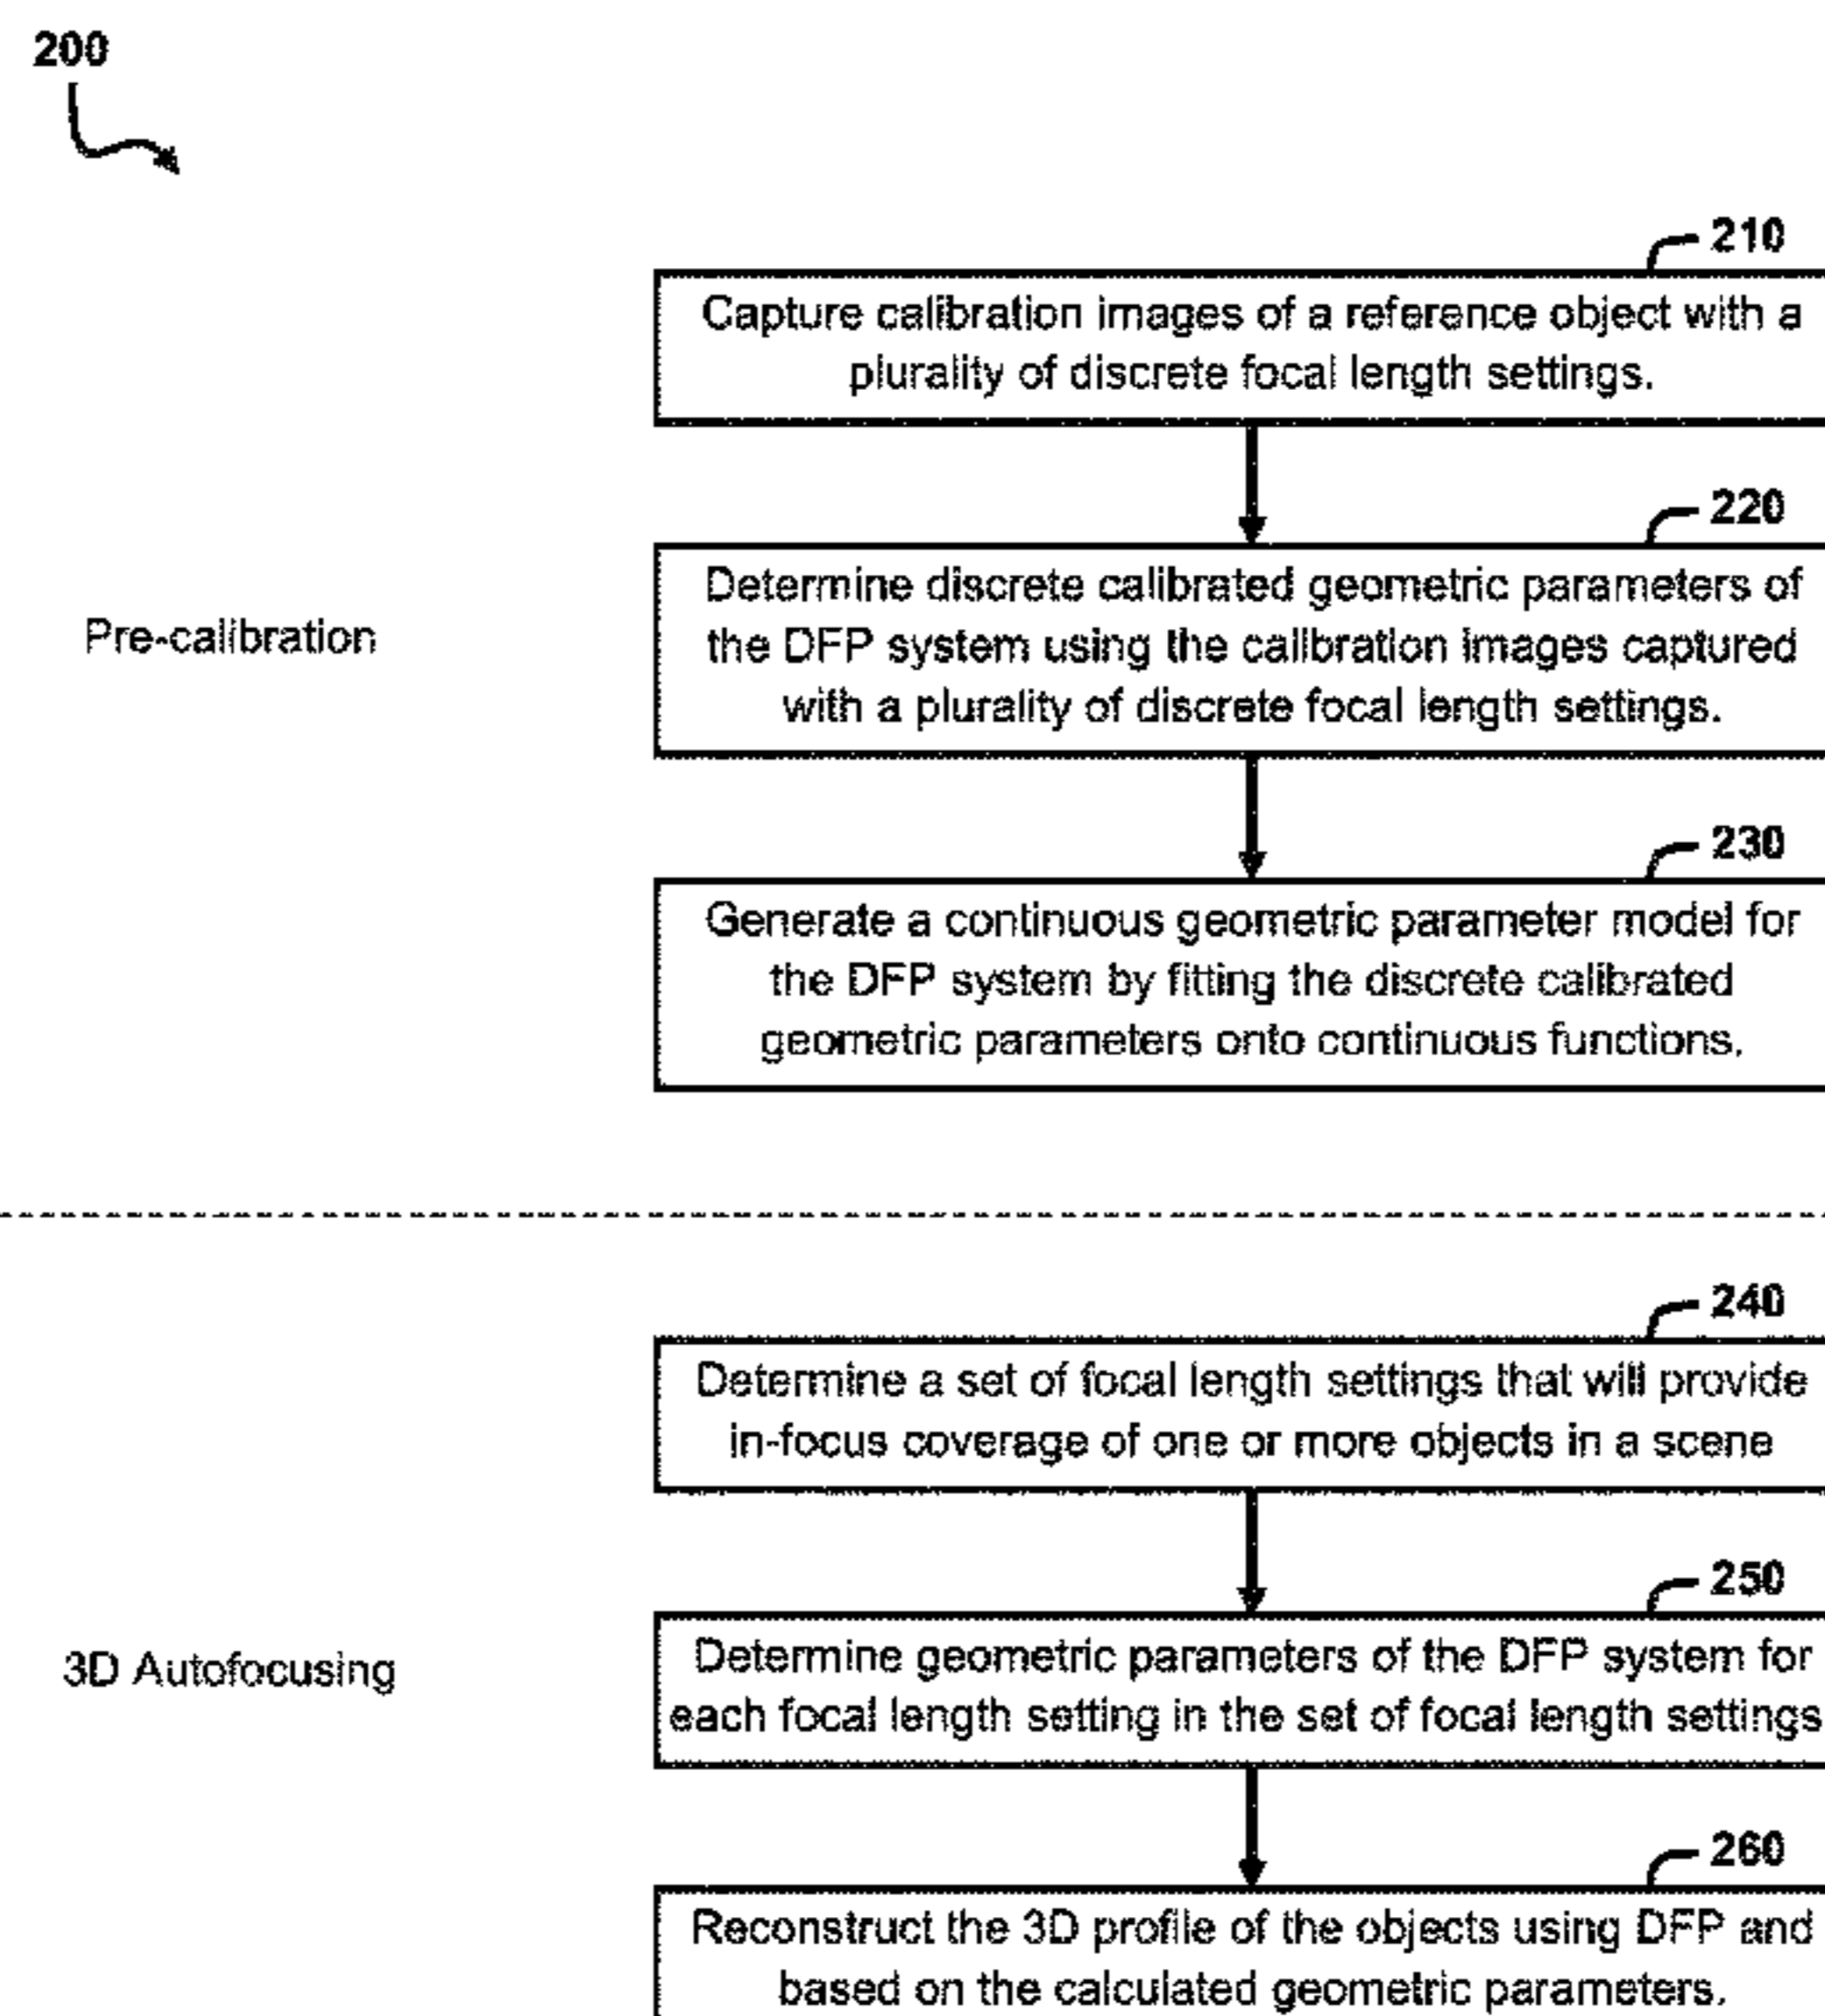 200
210
Capture calibration images of a reference object with a
plurality of discrete focal length settings.
220
Determine discrete calibrated geometric parameters of
the DFP system using the calibration images captured
with a plurality of discrete focal length settings.
Pre-calibration
230
Generate a continuous geometric parameter model for
the DFP system by fitting the discrete calibrated
geometric parameters onto continuous functions.
240
Determine a set of focal length settings that will provide
in-focus coverage of one or more objects in a scene
250
Determine geometric parameters of the DFP system for
each focal length setting in the set of focal length settings
3D Autofocusing
260
Reconstruct the 3D profile of the objects using DFP and
based on the calculated geometric parameters.